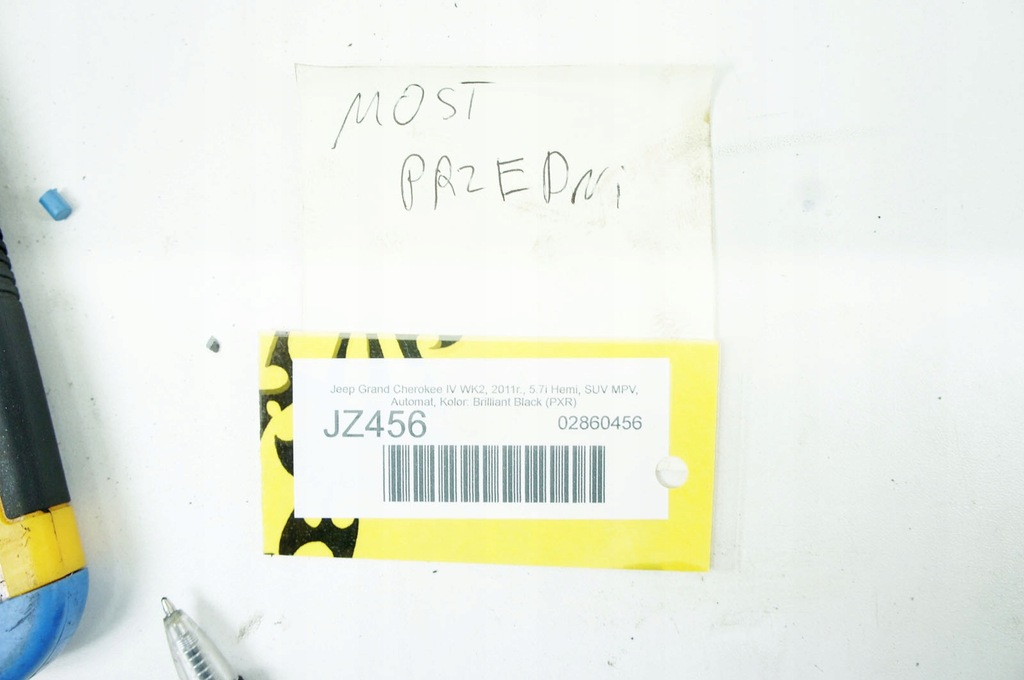 MOST
PRZEDNi
Jeep Grand Cherokee IV WK2, 2011r., 5.7i Hemi, SUV MPV,
Automat, Kolor: Brilliant Black (PXR)
JZ456 02860456